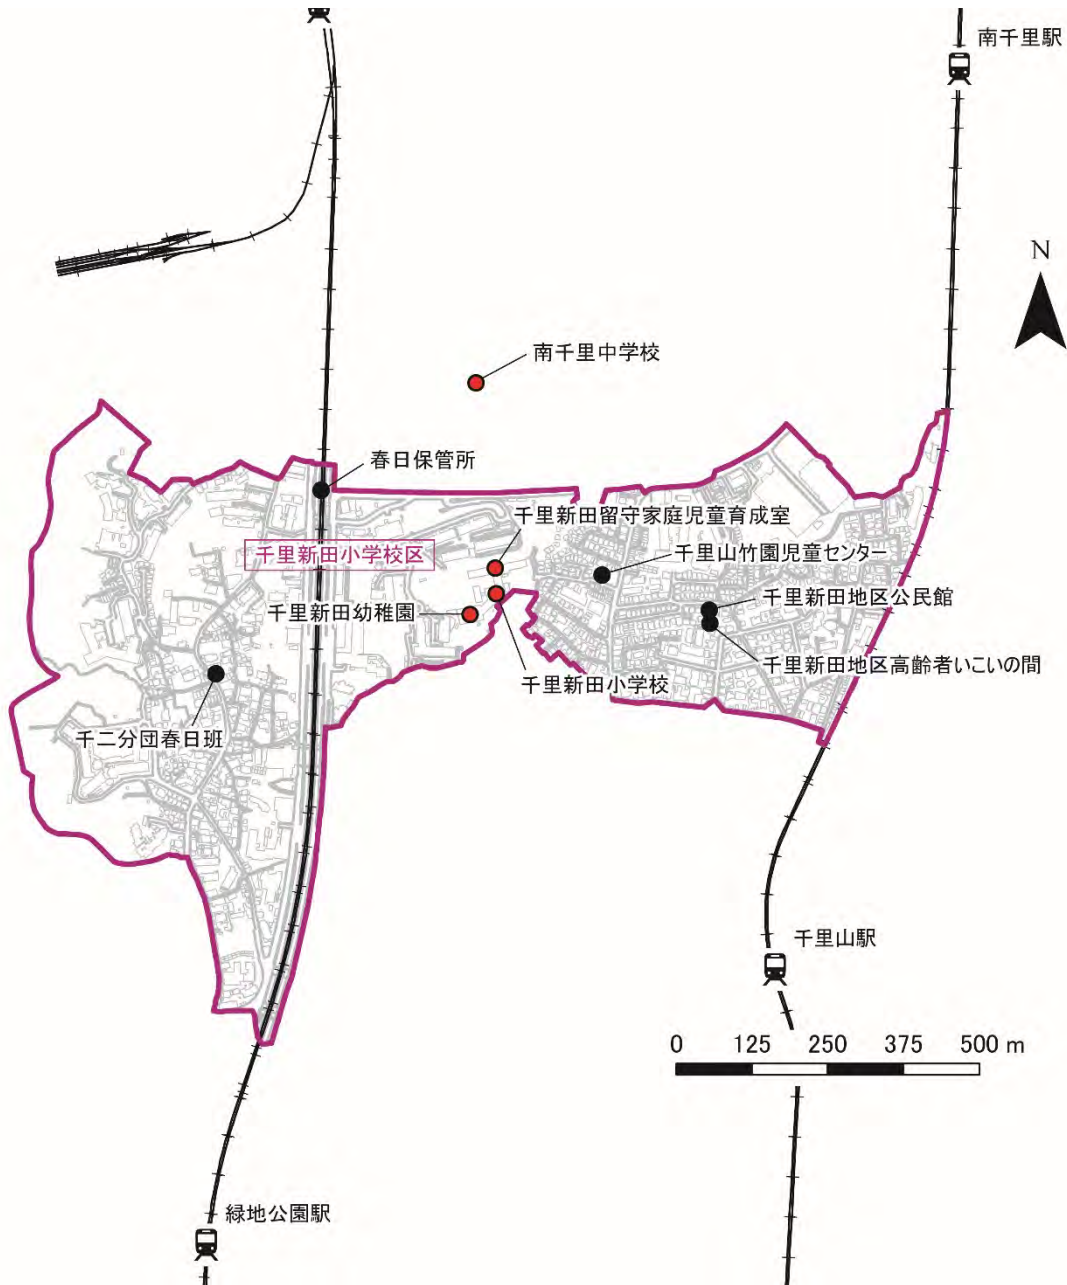 南千里駅
N
南千里中学校
春日保管所
千里新田留守家庭児童育成室
千里新田小学校区
千里山竹園児童センター
千里新田幼稚園
千里新田地区公民館
千里新田小学校
千里新田地区高齢者いこいの間
千二分団春日班
千里山駅
0 125 250 375 500 m
緑地公園駅